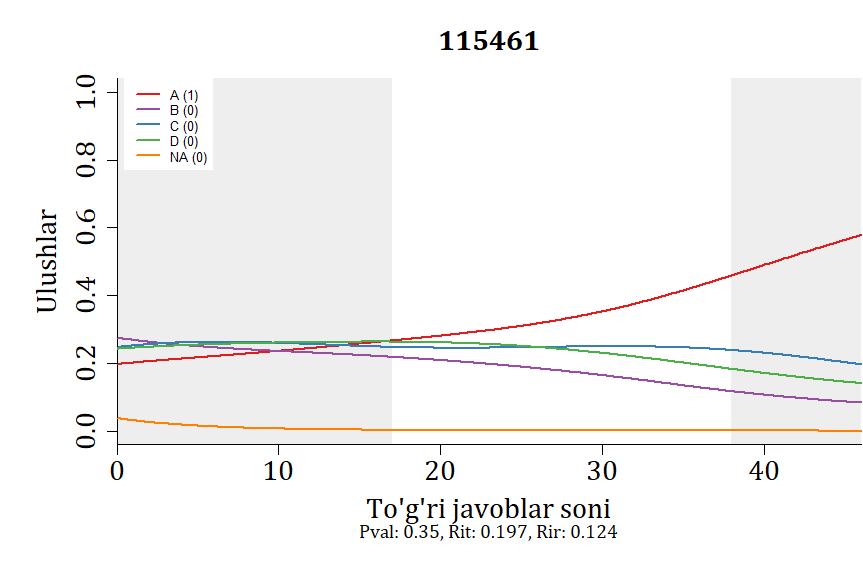 115461
A (1)
B (0)
C (0)
D (0)
NA (0)
Ulushlar
1.0
0.8
0.6
0.4
0.2
0.0
0 10 20 30 40
To'g'ri javoblar soni
Pval: 0.35, Rit: 0.197, Rir: 0.124